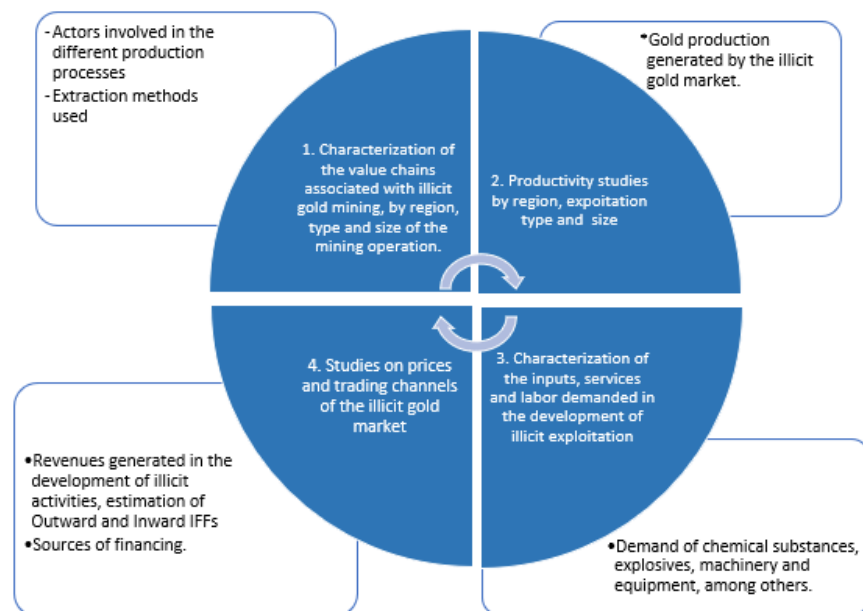 - Actors involved in the
different production
processes
- Extraction methods
used
*Gold production
generated by the illicit
gold market.
1. Characterization of
the value chains
associated with illicit
gold mining, by region,
type and size of the
mining operation.
2. Productivity studies
by region, expoitation
type and size
4. Studies on prices
and trading channels
of the illicit gold
market
3. Characterization of
the inputs, services
and labor demanded in
the development of
illicit exploitation
•Revenues generated in the
development of illicit
activities, estimation of
Outward and Inward IFFs
•Sources of financing.
•Demand of chemical substances,
explosives, machinery and
equipment, among others.